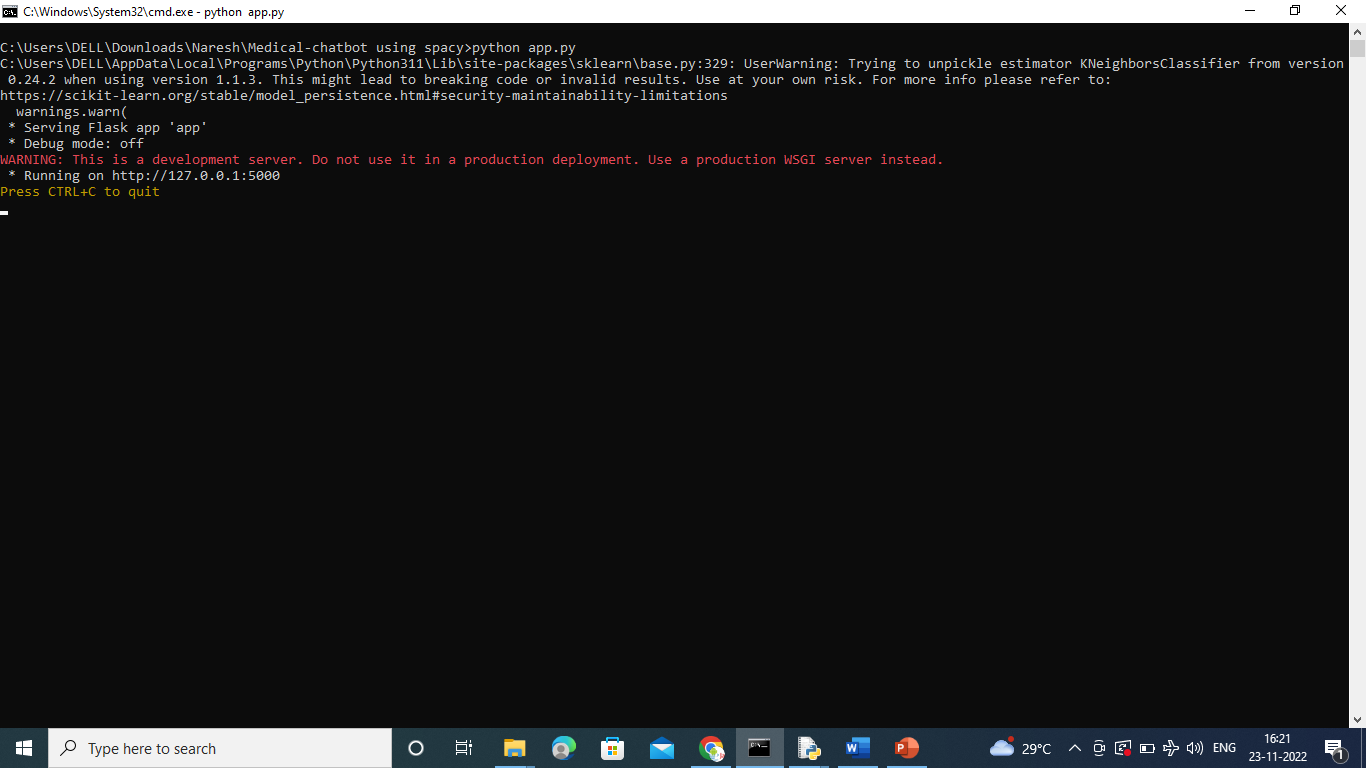 C:\Windows\System32\cmd.exe - python  app.py
C:\Users\DELL\Downloads\Naresh\Medical-chatbot using spacy>python app.py
C:\Users\DELL\AppData\Local\Programs\Python\Python311\Lib\site-packages\sklearn\base.py:329: UserWarning: Trying to unpickle estimator KNeighborsClassifier from version
 0.24.2 when using version 1.1.3. This might lead to breaking code or invalid results. Use at your own risk. For more info please refer to:
https://scikit-learn.org/stable/model_persistence.html#security-maintainability-limitations
  warnings.warn(
 * Serving Flask app 'app'
 * Debug mode: off
WARNING: This is a development server. Do not use it in a production deployment. Use a production WSGI server instead.
 * Running on http://127.0.0.1:5000
Press CTRL+C to quit
Type here to search
29°C
ENG
16:21
23-11-2022
1